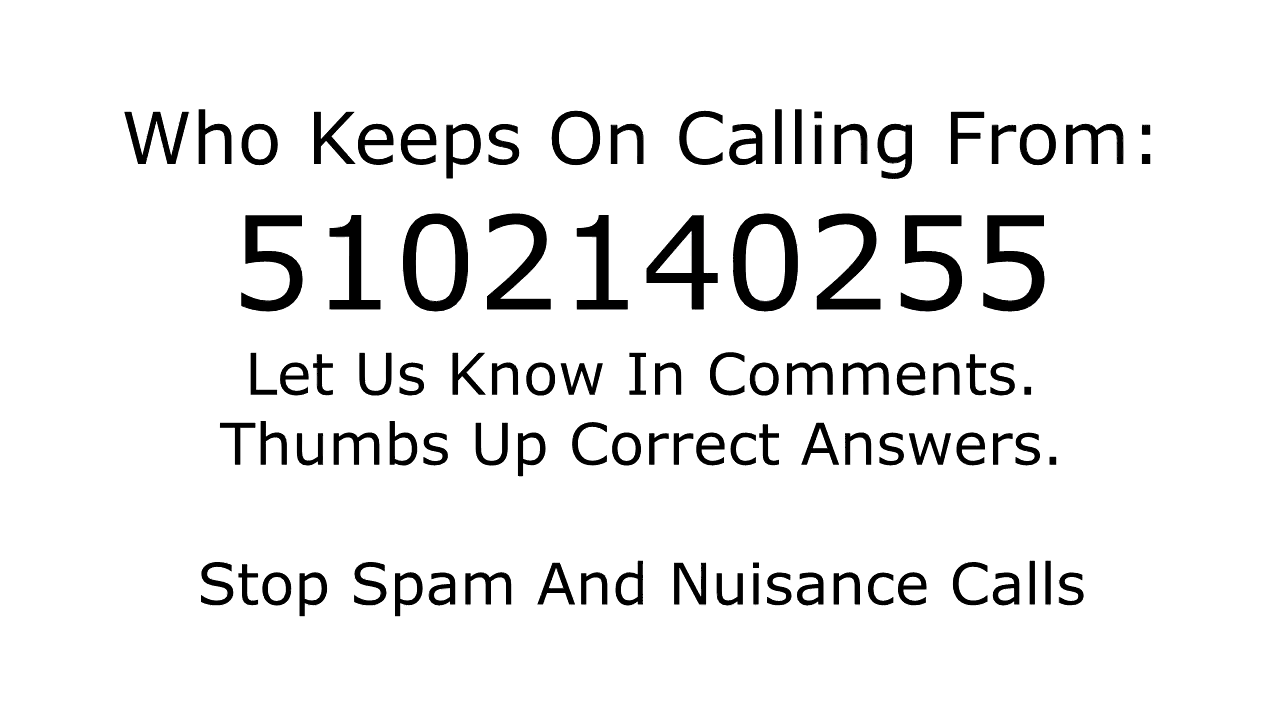 Who Keeps On Calling From:
5102140255
Let Us Know In Comments.
Thumbs Up Correct Answers.
Stop Spam And Nuisance Calls